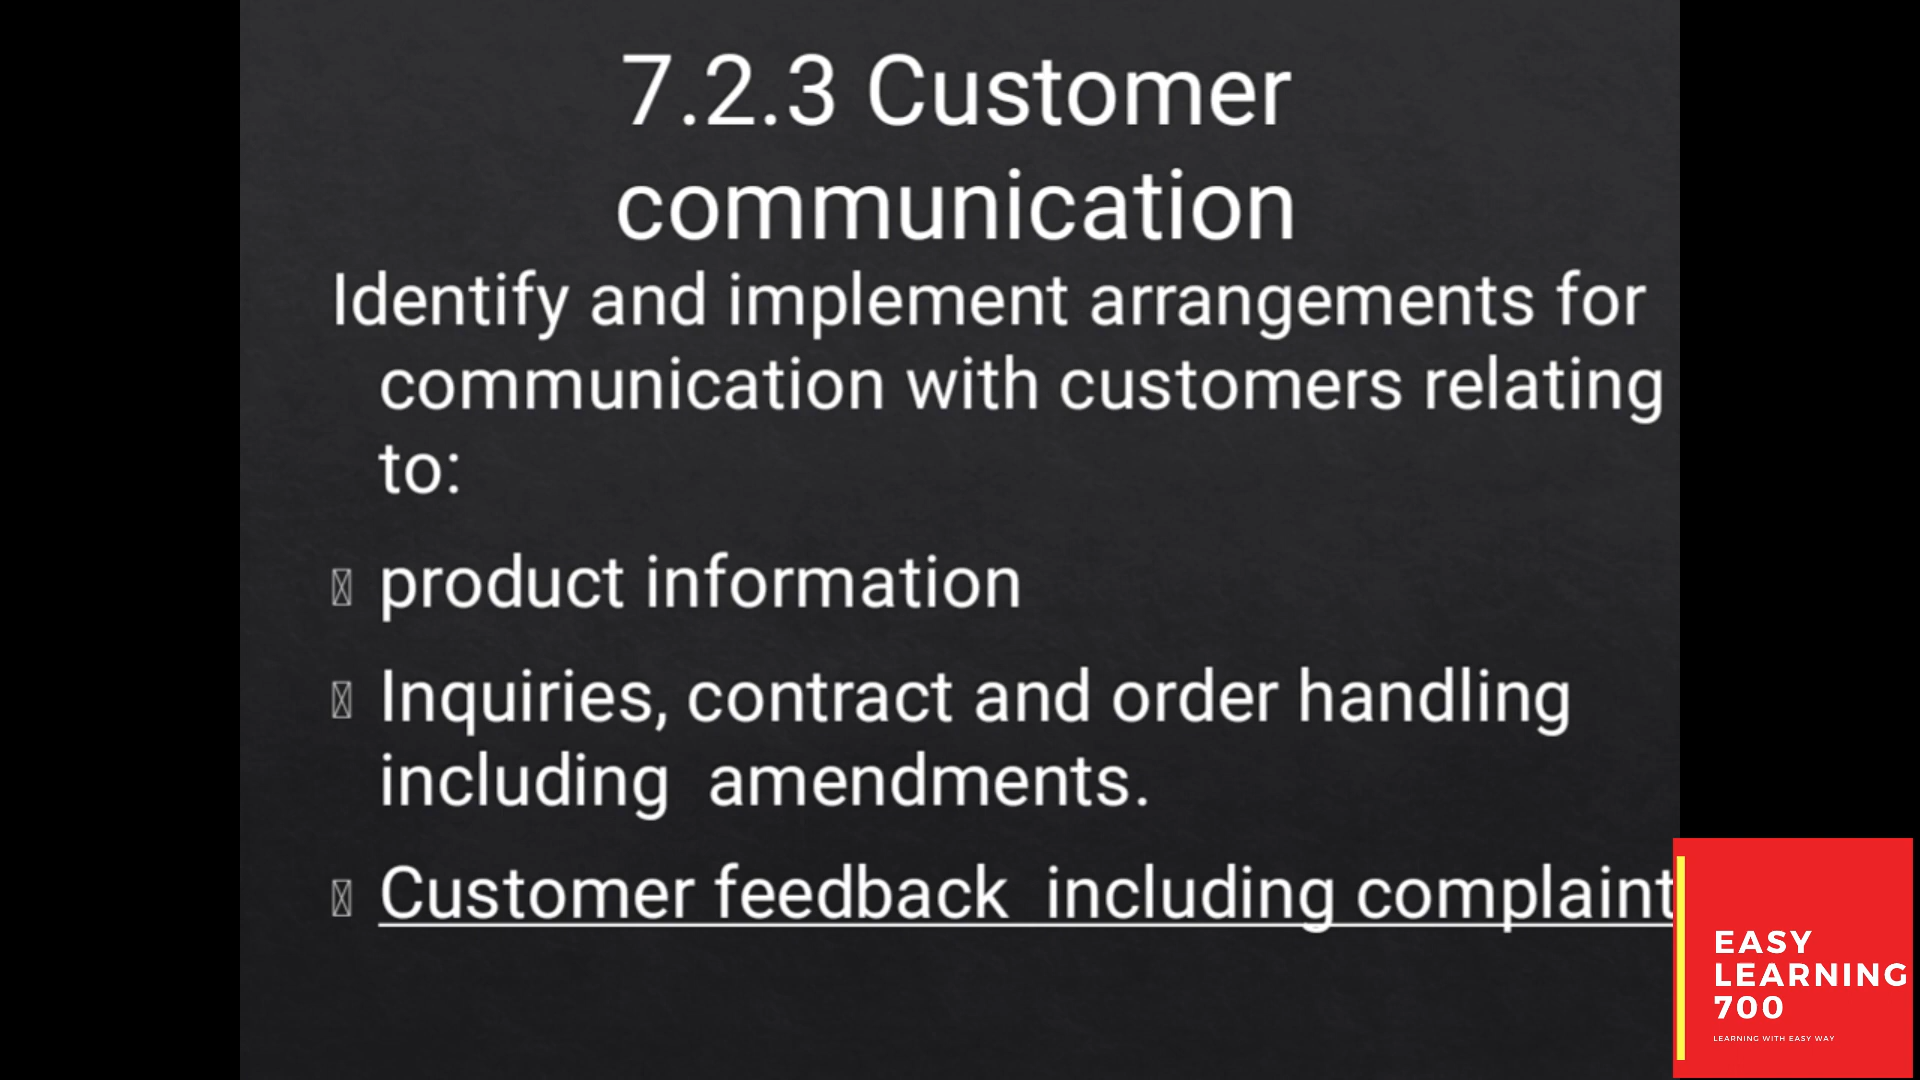 7.2.3 Customer
communication
Identify and implement arrangements for
communication with customers relating
to:
product information
Inquiries, contract and order handling
including  amendments.
Customer feedback  including complaint
EASY
LEARNING
700
LEARNING WITH EASY WAY